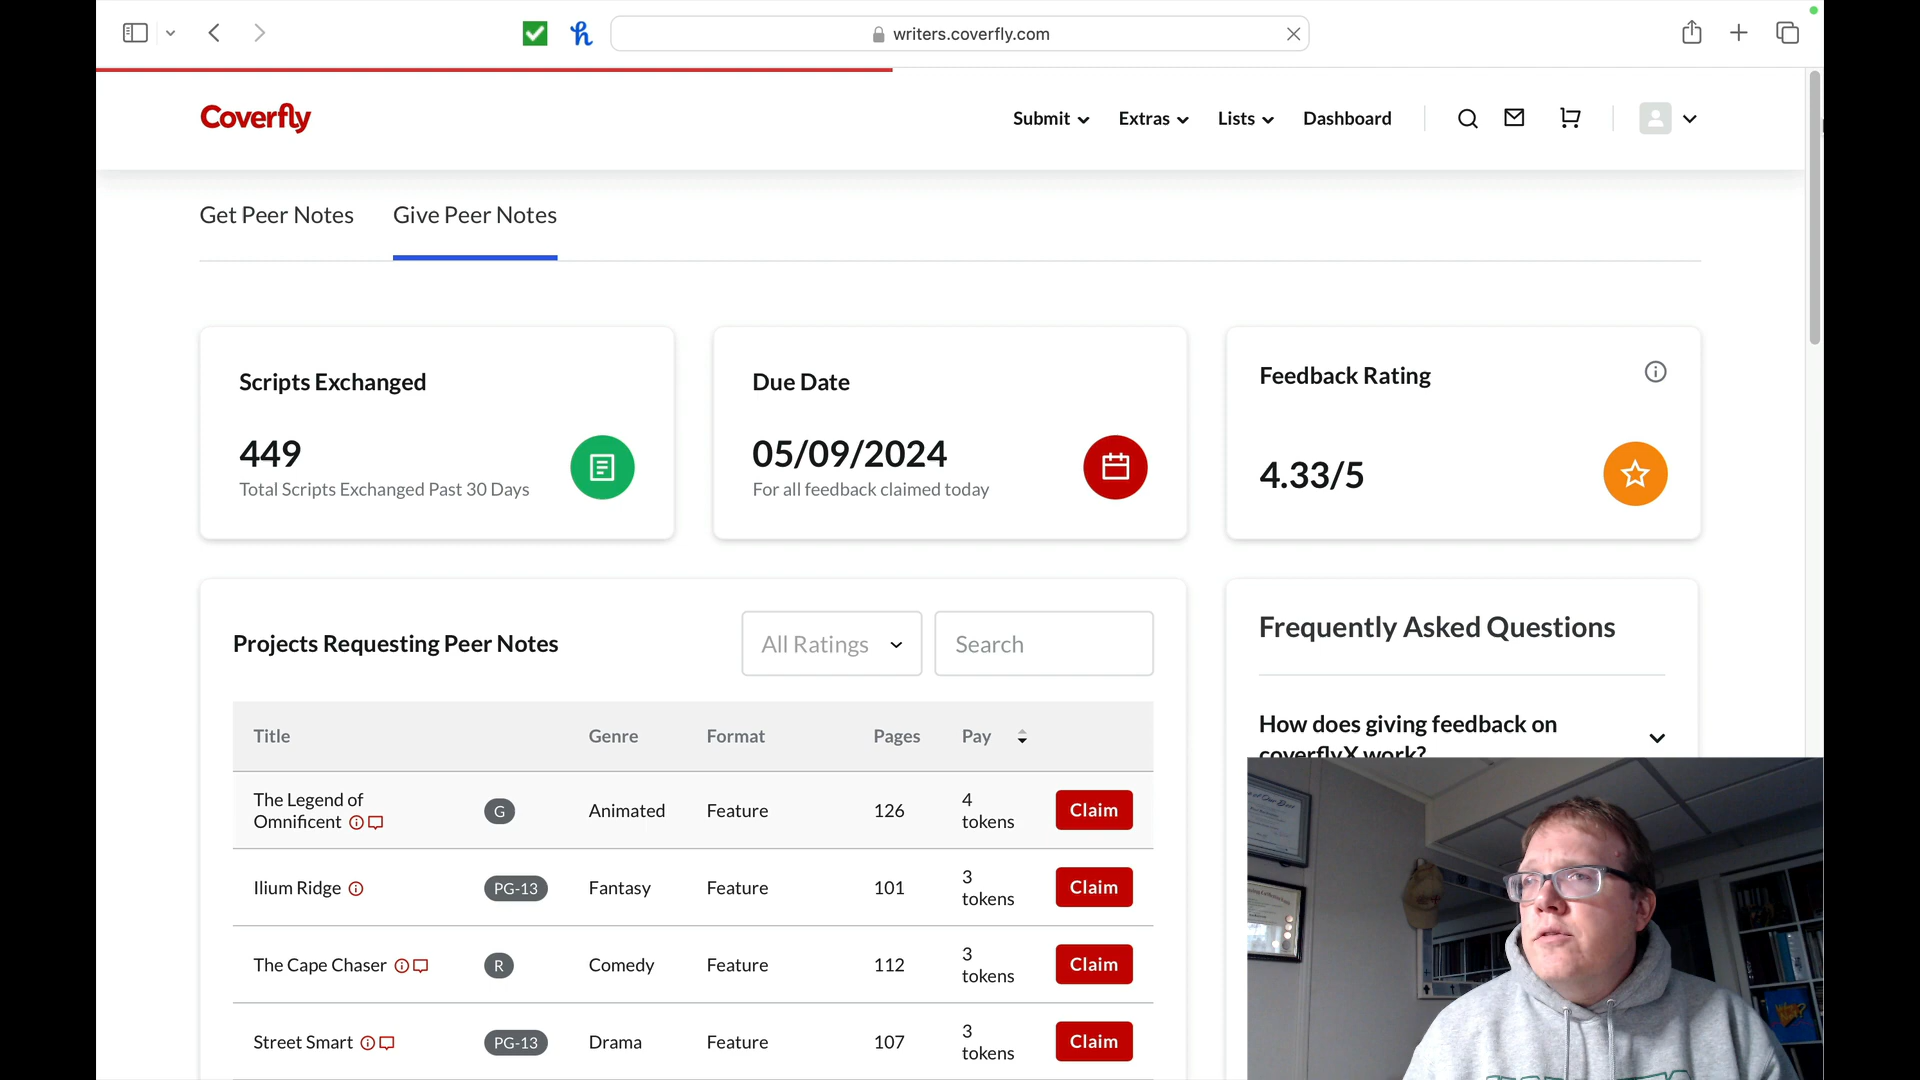 writers.coverfly.com
Coverfly
Submit Extras Lists Dashboard
Get Peer Notes Give Peer Notes
Scripts Exchanged
449
Total Scripts Exchanged Past 30 Days
Due Date
05/09/2024
For all feedback claimed today
Feedback Rating
4.33/5
Projects Requesting Peer Notes
All Ratings
Search
Title Genre Format Pages Pay
The Legend of
Omnificent G Animated Feature 126 4 tokens Claim
Ilium Ridge PG-13 Fantasy Feature 101 3 tokens Claim
The Cape Chaser R Comedy Feature 112 3 tokens Claim
Street Smart PG-13 Drama Feature 107 3 tokens Claim
Frequently Asked Questions
How does giving feedback on
coverflyX work?